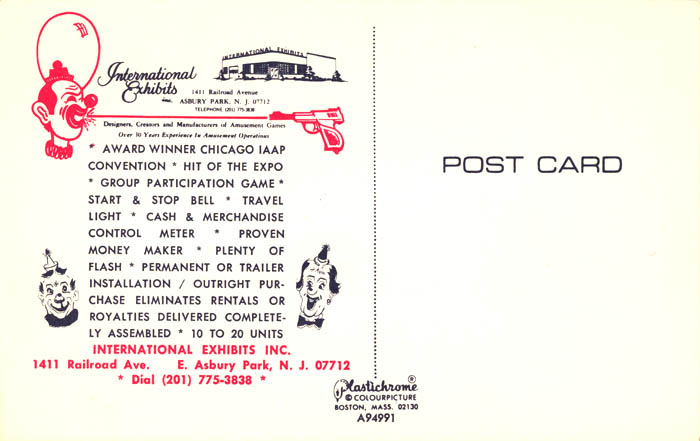 International
Exhibits
inc.
INTERNATIONAL EXHIBITS
1411 Railroad Avenue
ASBURY PARK, N. J. 07712
TELEPHONE (201) 775-3838
Designers, Creators and Manufacturers of Amusement Games
Over 30 Years Experience In Amusement Operations
* AWARD WINNER CHICAGO IAAP
CONVENTION * HIT OF THE EXPO
* GROUP PARTICIPATION GAME *
START & STOP BELL * TRAVEL
LIGHT * CASH & MERCHANDISE
CONTROL METER * PROVEN
MONEY MAKER * PLENTY OF
FLASH * PERMANENT OR TRAILER
INSTALLATION / OUTRIGHT PUR-
CHASE ELIMINATES RENTALS OR
ROYALTIES DELIVERED COMPLETE-
LY ASSEMBLED * 10 TO 20 UNITS
INTERNATIONAL EXHIBITS INC.
1411 Railroad Ave. E. Asbury Park, N. J. 07712
* Dial (201) 775-3838 *
POST CARD
Plastichrome ®
© COLOURPICTURE
BOSTON, MASS. 02130
A94991